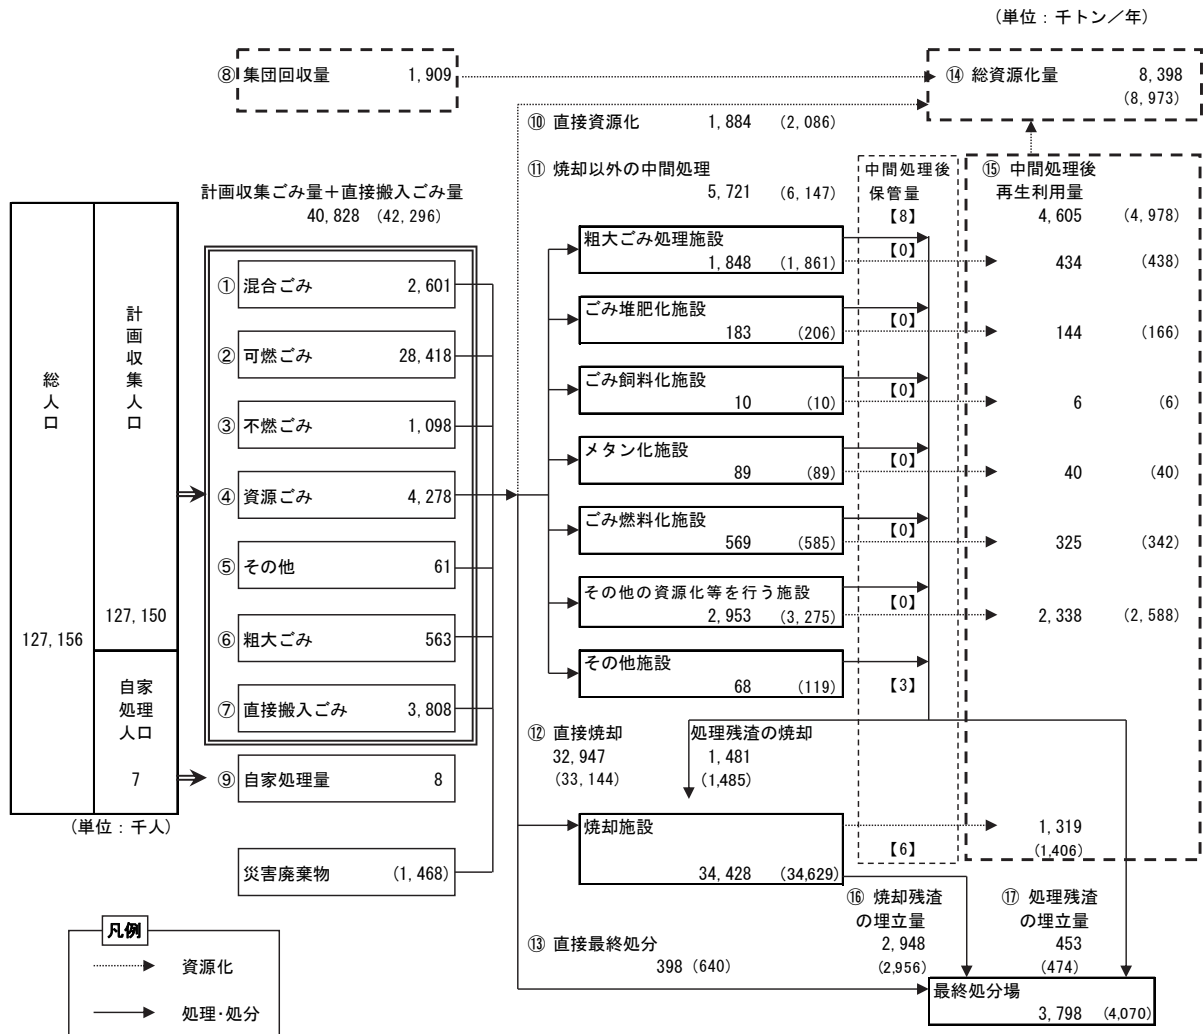 (単位：千トン／年)
⑧ 集団回収量 1,909
⑭ 総資源化量 8,398
(8,973)
⑩ 直接資源化 1,884 (2,086)
⑪ 焼却以外の中間処理
5,721 (6,147)
中間処理後
保管量
【8】
⑮ 中間処理後
再生利用量
4,605 (4,978)
計画収集ごみ量＋直接搬入ごみ量
40,828 (42,296)
総人口
127,156
計画収集人口
127,150
自家
処理
人口
7
(単位：千人)
① 混合ごみ 2,601
② 可燃ごみ 28,418
③ 不燃ごみ 1,098
④ 資源ごみ 4,278
⑤ その他 61
⑥ 粗大ごみ 563
⑦ 直接搬入ごみ 3,808
⑨ 自家処理量 8
災害廃棄物 (1,468)
粗大ごみ処理施設
1,848 (1,861)
【0】
434 (438)
ごみ堆肥化施設
183 (206)
【0】
144 (166)
ごみ飼料化施設
10 (10)
【0】
6 (6)
メタン化施設
89 (89)
【0】
40 (40)
ごみ燃料化施設
569 (585)
【0】
325 (342)
その他の資源化等を行う施設
2,953 (3,275)
【0】
2,338 (2,588)
その他施設
68 (119)
【3】
⑫ 直接焼却
32,947
(33,144)
処理残渣の焼却
1,481
(1,485)
焼却施設
34,428 (34,629)
【6】
1,319
(1,406)
⑯ 焼却残渣
の埋立量
2,948
(2,956)
⑰ 処理残渣
の埋立量
453
(474)
⑬ 直接最終処分
398 (640)
最終処分場
3,798 (4,070)
凡例
資源化
処理・処分